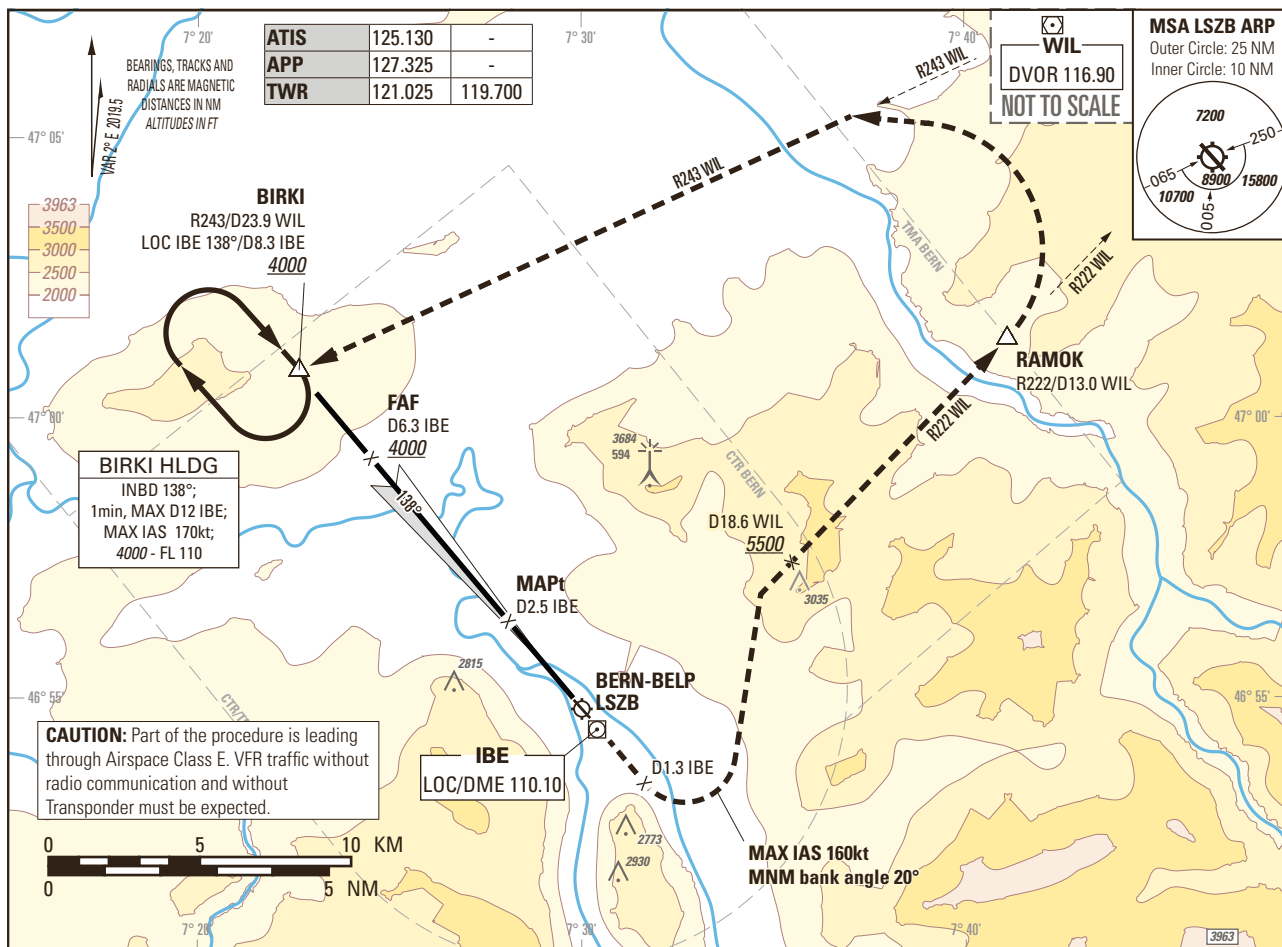 7° 20'
7° 30'
7° 40'
ATIS 125.130 -
APP 127.325 -
TWR 121.025 119.700
BEARINGS, TRACKS AND
RADIALS ARE MAGNETIC
DISTANCES IN NM
ALTITUDES IN FT
VAR 2° E 2019.5
WIL
DVOR 116.90
NOT TO SCALE
MSA LSZB ARP
Outer Circle: 25 NM
Inner Circle: 10 NM
7200
250
065
8900
15800
10700
005
R243 WIL
47° 05'
R243 WIL
3963
3500
3000
2500
2000
BIRKI
R243/D23.9 WIL
LOC IBE 138°/D8.3 IBE
4000
TMA BERN
R222 WIL
RAMOK
R222/D13.0 WIL
47° 00'
47° 00'
FAF
D6.3 IBE
4000
R222 WIL
3684
594
CTR BERN
BIRKI HLDG
INBD 138°;
1min, MAX D12 IBE;
MAX IAS 170kt;
4000 - FL 110
138°
D18.6 WIL
5500
3035
MAPt
D2.5 IBE
2815
BERN-BELP
LSZB
46° 55'
46° 55'
IBE
LOC/DME 110.10
D1.3 IBE
CAUTION: Part of the procedure is leading
through Airspace Class E. VFR traffic without
radio communication and without
Transponder must be expected.
0 5 10 KM
0 5 NM
2773
2930
MAX IAS 160kt
MNM bank angle 20°
7° 20'
7° 30'
7° 40'
3963